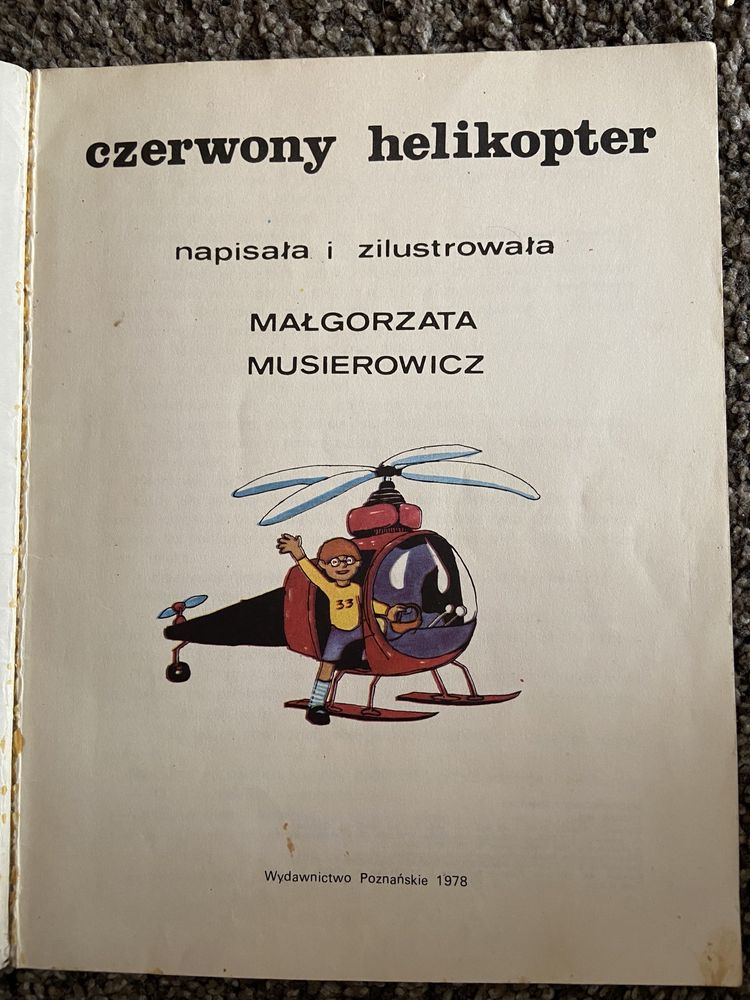 czerwony helikopter
napisała i zilustrowała
MAŁGORZATA
MUSIEROWICZ
33
Wydawnictwo Poznańskie 1978